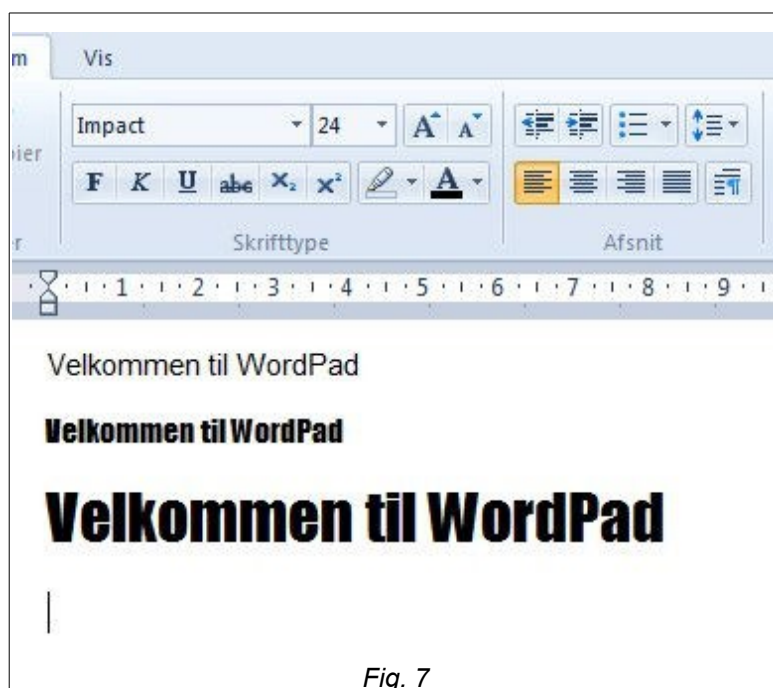 m Vis
Impact 24 A A
pier
F K U abc X₂ x² A
r Skrifttype Afsnit
1 2 3 4 5 6 7 8 9
Velkommen til WordPad
Velkommen til WordPad
Velkommen til WordPad
Fig. 7